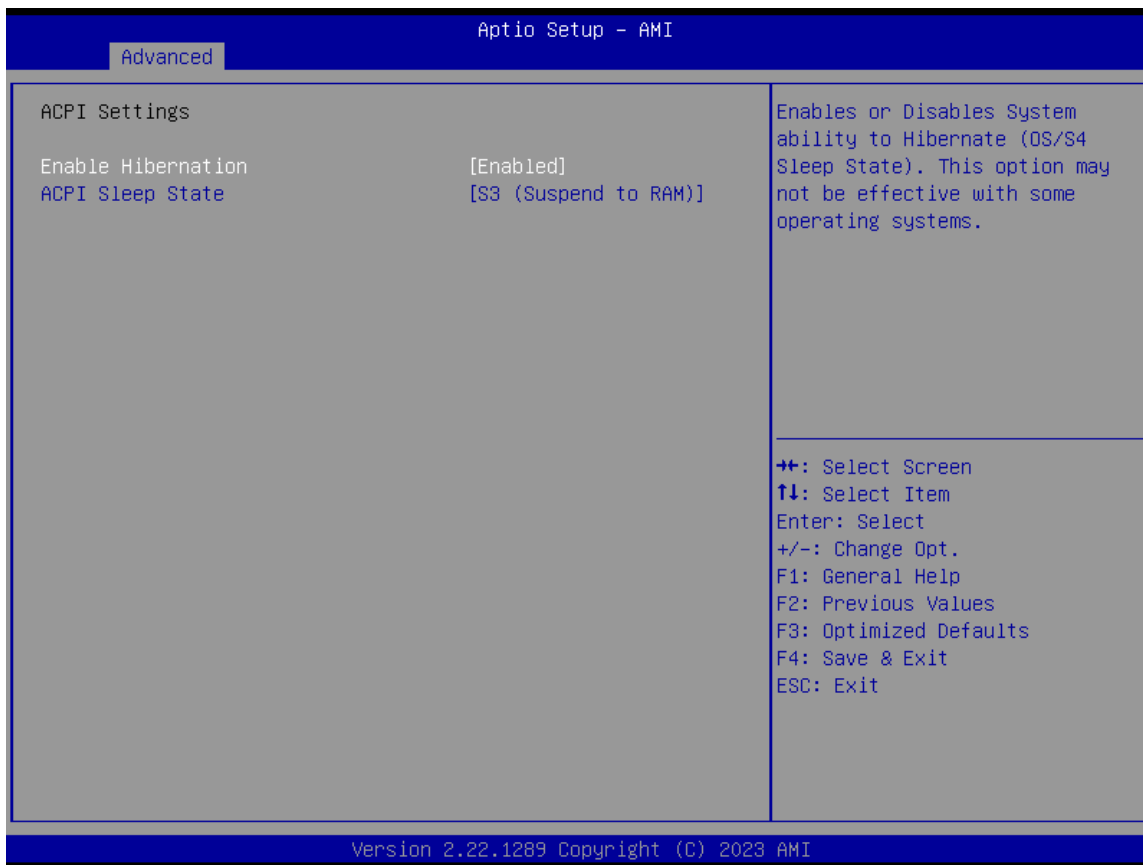 Aptio Setup – AMI
Advanced
ACPI Settings
Enable Hibernation [Enabled]
ACPI Sleep State [S3 (Suspend to RAM)]
Enables or Disables System
ability to Hibernate (OS/S4
Sleep State). This option may
not be effective with some
operating systems.
→←: Select Screen
↑↓: Select Item
Enter: Select
+/-: Change Opt.
F1: General Help
F2: Previous Values
F3: Optimized Defaults
F4: Save & Exit
ESC: Exit
Version 2.22.1289 Copyright (C) 2023 AMI